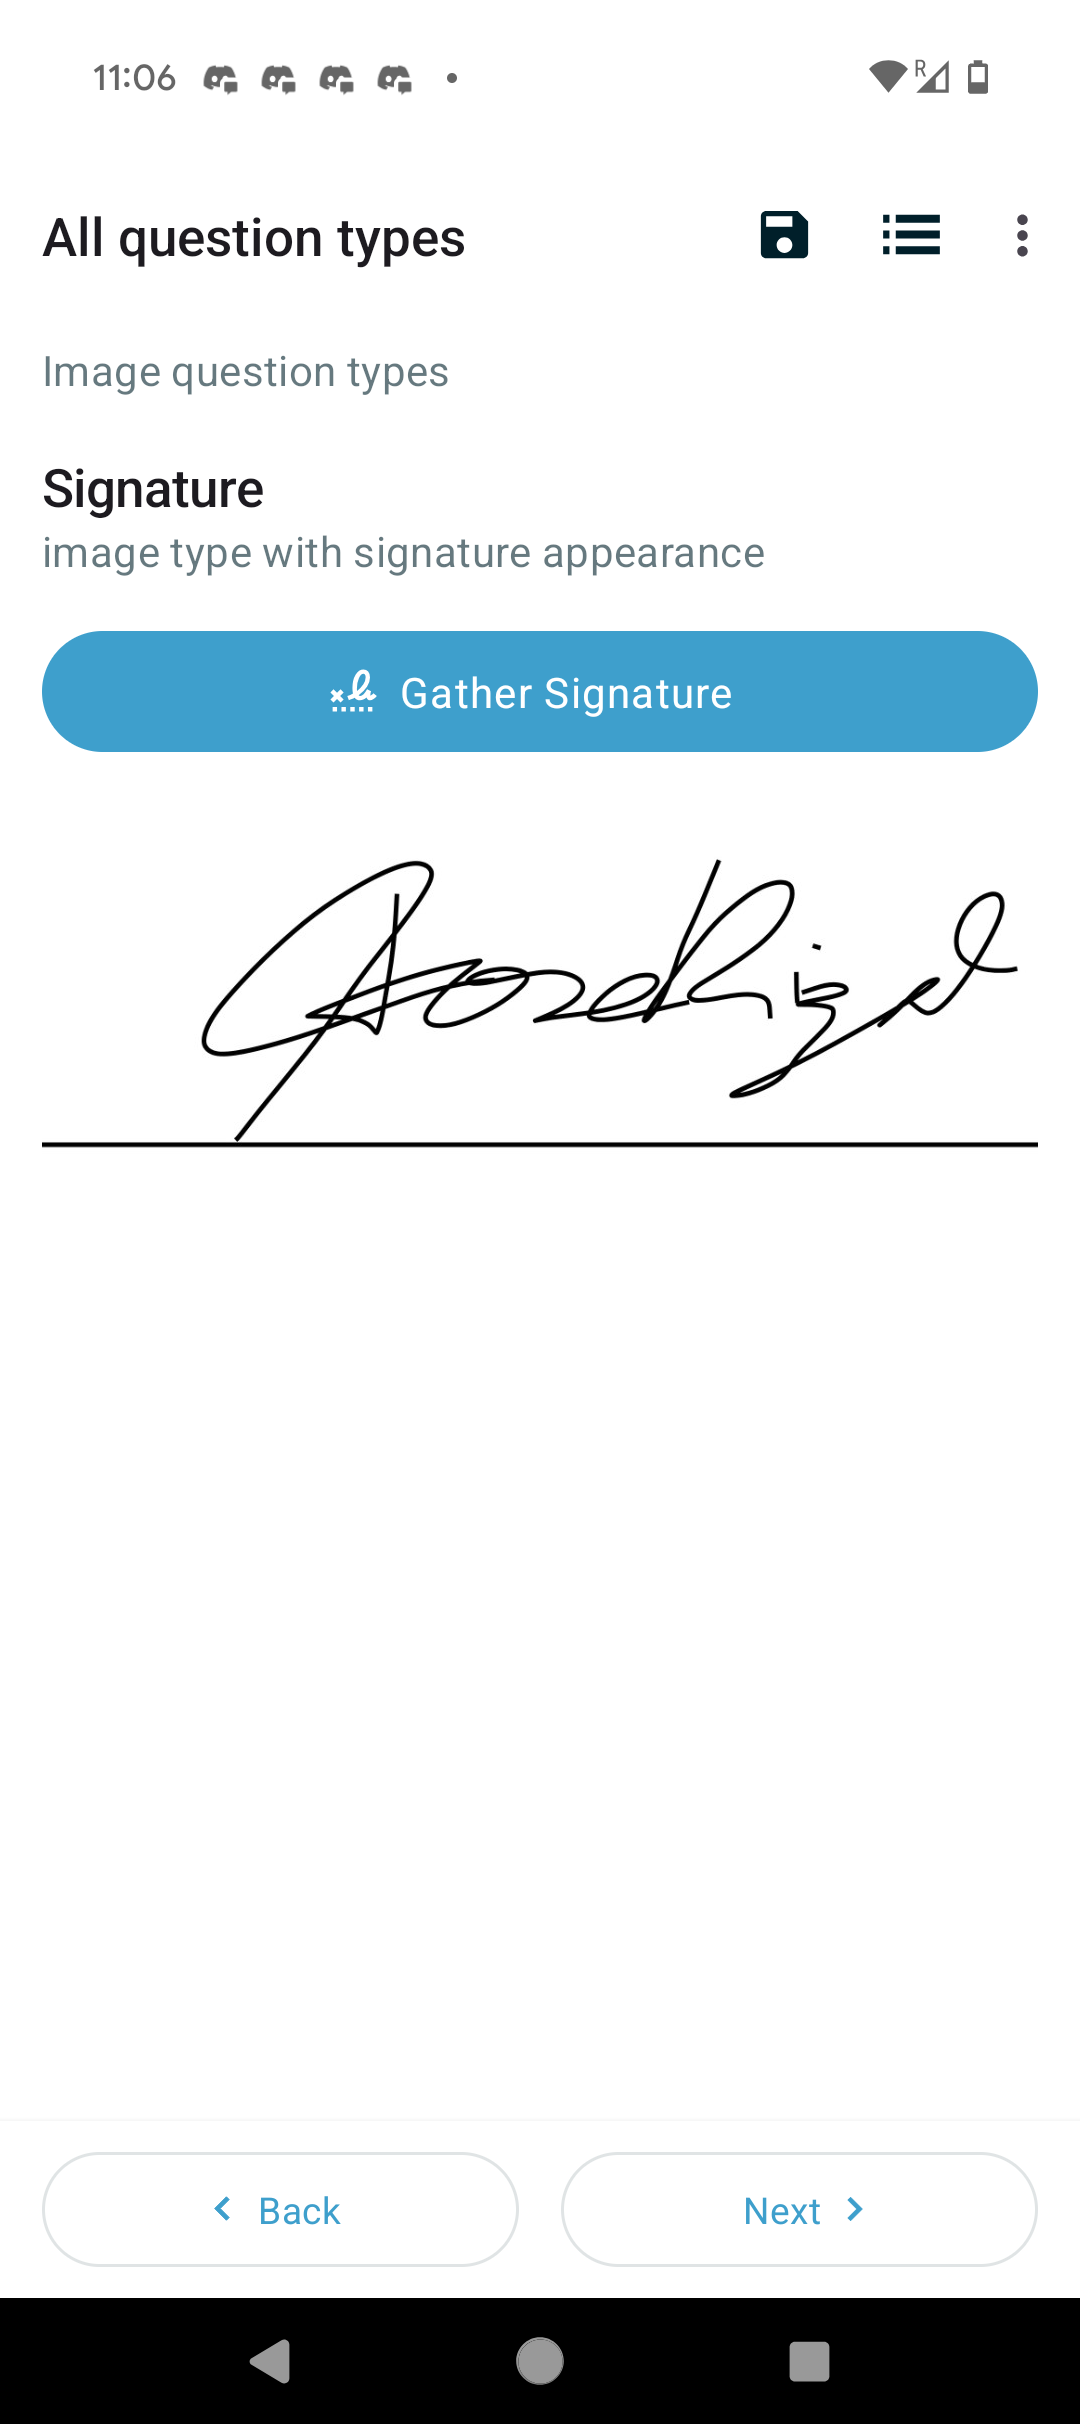 11:06
R
All question types
Image question types
Signature
image type with signature appearance
Gather Signature
Back
Next